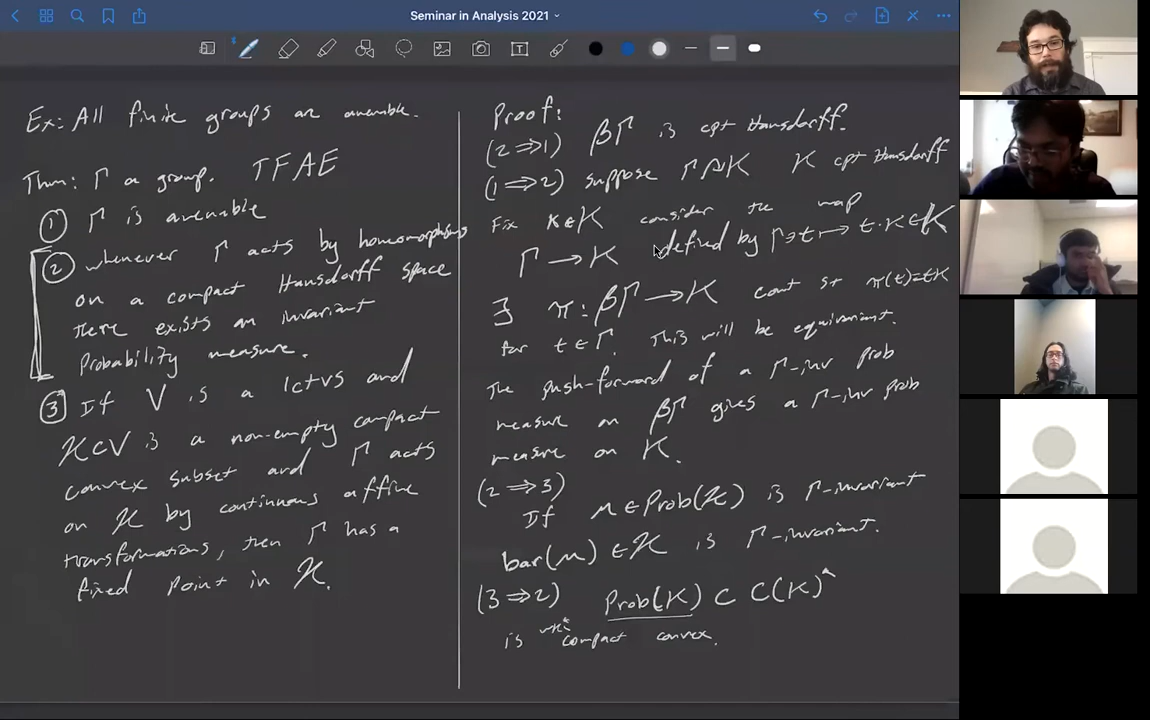 Seminar in Analysis 2021
Ex: All finite groups are amenable.
Thm: Γ a group. TFAE
① Γ is amenable
② whenever Γ acts by homeomorphisms
on a compact Hausdorff space
there exists an invariant
probability measure.
③ If V is a lctvs and
𝒦 ⊂ V is a non-empty compact
convex subset and Γ acts
on 𝒦 by continuous affine
transformations, then Γ has a
fixed point in 𝒦.
Proof:
(2 ⇒ 1) βΓ is cpt Hausdorff.
(1 ⇒ 2) suppose Γ↷K K cpt Hausdorff
Fix k ∈ K consider the map
Γ → K defined by Γ∋t ↦ t·k ∈ K
∃ π: βΓ → K cont st π(t)=tk
for t ∈ Γ. This will be equivariant.
The push-forward of a Γ-inv prob
measure on βΓ gives a Γ-inv prob
measure on K.
(2 ⇒ 3)
If μ ∈ Prob(𝒦) is Γ-invariant
bar(μ) ∈ 𝒦 is Γ-invariant.
(3 ⇒ 2) Prob(K) ⊂ C(K)*
is wk* compact convex.